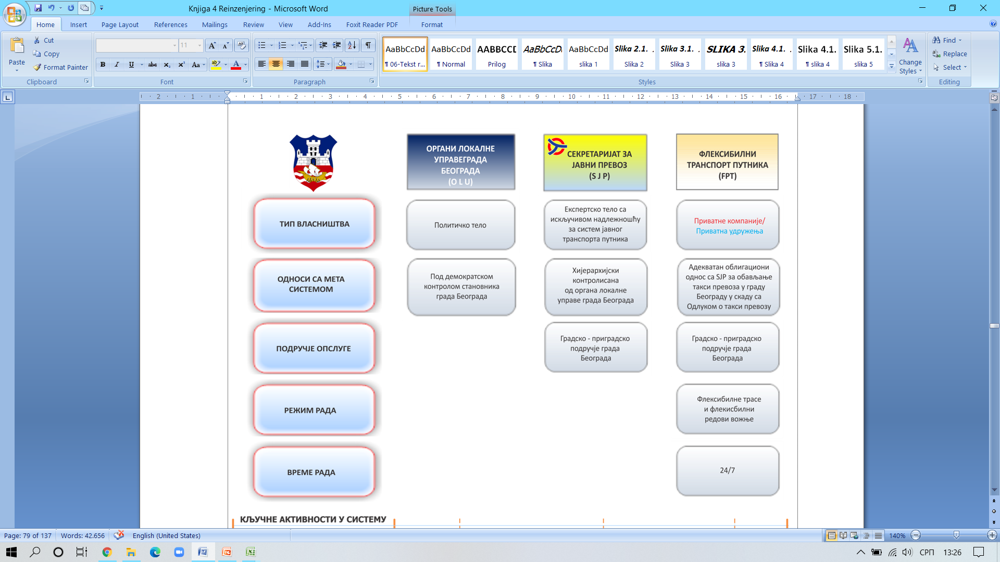 Knjiga 4 Reinzenjering - Microsoft Word
Picture Tools
Home Insert Page Layout References Mailings Review View Add-Ins Foxit Reader PDF Format
Paste
Cut
Copy
Format Painter
Clipboard
11
Font
Paragraph
AaBbCcDd AaBbCcDd AABBCCD AaBbCcD AaBbCcDd Slika 2.1. Slika 3.1. SLIKA 3. Slika 4.1. Slika 4.1. Slika 5.1.
¶ 06-Tekst r... ¶ Normal Prilog ¶ Slika slika 1 Slika 2 Slika 3 slika 3 ¶ Slika 4 ¶ slika 4 slika 5
Styles
Change
Styles
Find
Replace
Select
Editing
2 1 1 2 3 4 5 6 7 8 9 10 11 12 13 14 15 16 17 18
ОРГАНИ ЛОКАЛНЕ
УПРАВЕГРАДА
БЕОГРАДА
(O L U)
СЕКРЕТАРИЈАТ ЗА
ЈАВНИ ПРЕВОЗ
(S J P)
ФЛЕКСИБИЛНИ
ТРАНСПОРТ ПУТНИКА
(FPT)
ТИП ВЛАСНИШТВА
Политичко тело
Експертско тело са
искључивом надлежношћу
за систем јавног
транспорта путника
Приватне компаније/
Приватна удружења
ОДНОСИ СА МЕТА
СИСТЕМОМ
Под демократском
контролом становника
града Београда
Хијерархијски
контролисана
од органа локалне
управе града Београда
Адекватан облигациони
однос са SJP за обављање
такси превоза у граду
Београду у скаду са
Одлуком о такси превозу
ПОДРУЧЈЕ ОПСЛУГЕ
Градско - приградско
подручје града
Београда
Градско - приградско
подручје града
Београда
РЕЖИМ РАДА
Флексибилне трасе
и флекисбилни
редови вожње
ВРЕМЕ РАДА
24/7
КЉУЧНЕ АКТИВНОСТИ У СИСТЕМУ
Page: 79 of 137 Words: 42.656 English (United States) 140%
СРП 13:26